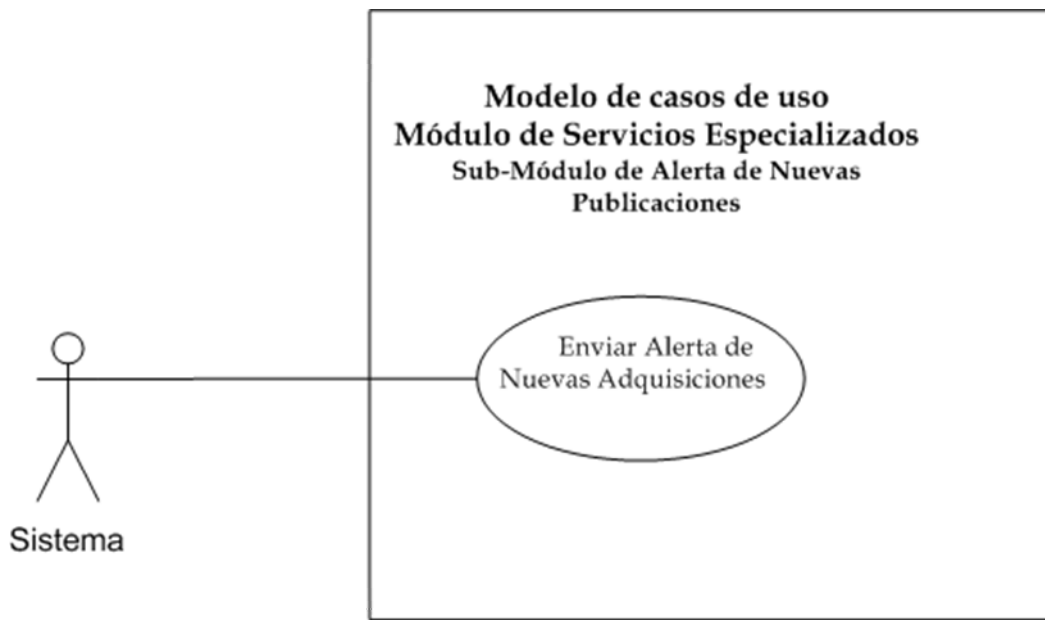 Modelo de casos de uso
Módulo de Servicios Especializados
Sub-Módulo de Alerta de Nuevas
Publicaciones
Enviar Alerta de
Nuevas Adquisiciones
Sistema